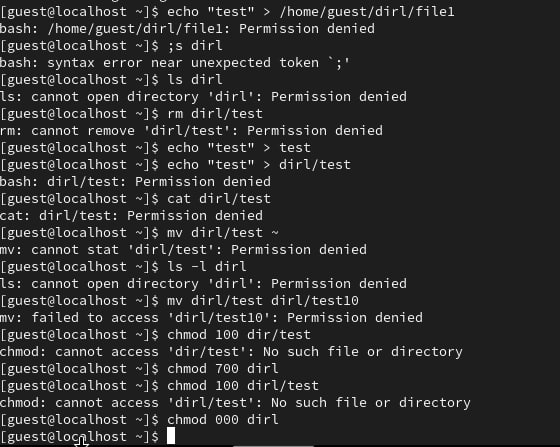 [guest@localhost ~]$ echo "test" > /home/guest/dirl/file1
bash: /home/guest/dirl/file1: Permission denied
[guest@localhost ~]$ ;s dirl
bash: syntax error near unexpected token `;'
[guest@localhost ~]$ ls dirl
ls: cannot open directory 'dirl': Permission denied
[guest@localhost ~]$ rm dirl/test
rm: cannot remove 'dirl/test': Permission denied
[guest@localhost ~]$ echo "test" > test
[guest@localhost ~]$ echo "test" > dirl/test
bash: dirl/test: Permission denied
[guest@localhost ~]$ cat dirl/test
cat: dirl/test: Permission denied
[guest@localhost ~]$ mv dirl/test ~
mv: cannot stat 'dirl/test': Permission denied
[guest@localhost ~]$ ls -l dirl
ls: cannot open directory 'dirl': Permission denied
[guest@localhost ~]$ mv dirl/test dirl/test10
mv: failed to access 'dirl/test10': Permission denied
[guest@localhost ~]$ chmod 100 dir/test
chmod: cannot access 'dir/test': No such file or directory
[guest@localhost ~]$ chmod 700 dirl
[guest@localhost ~]$ chmod 100 dirl/test
chmod: cannot access 'dirl/test': No such file or directory
[guest@localhost ~]$ chmod 000 dirl
[guest@localhost ~]$